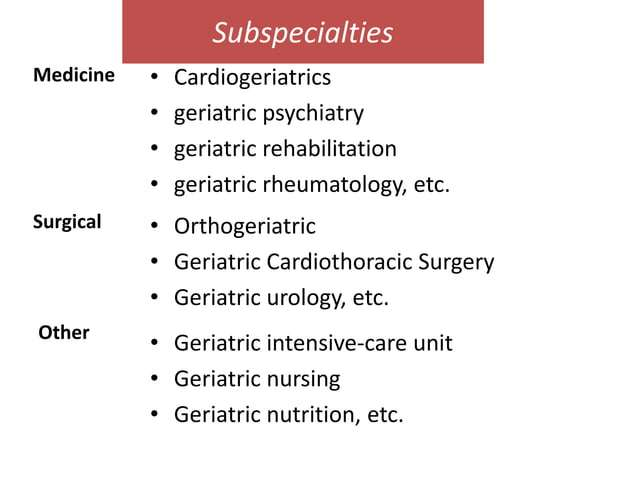 Subspecialties
Medicine • Cardiogeriatrics
• geriatric psychiatry
• geriatric rehabilitation
• geriatric rheumatology, etc.
Surgical • Orthogeriatric
• Geriatric Cardiothoracic Surgery
• Geriatric urology, etc.
Other • Geriatric intensive-care unit
• Geriatric nursing
• Geriatric nutrition, etc.